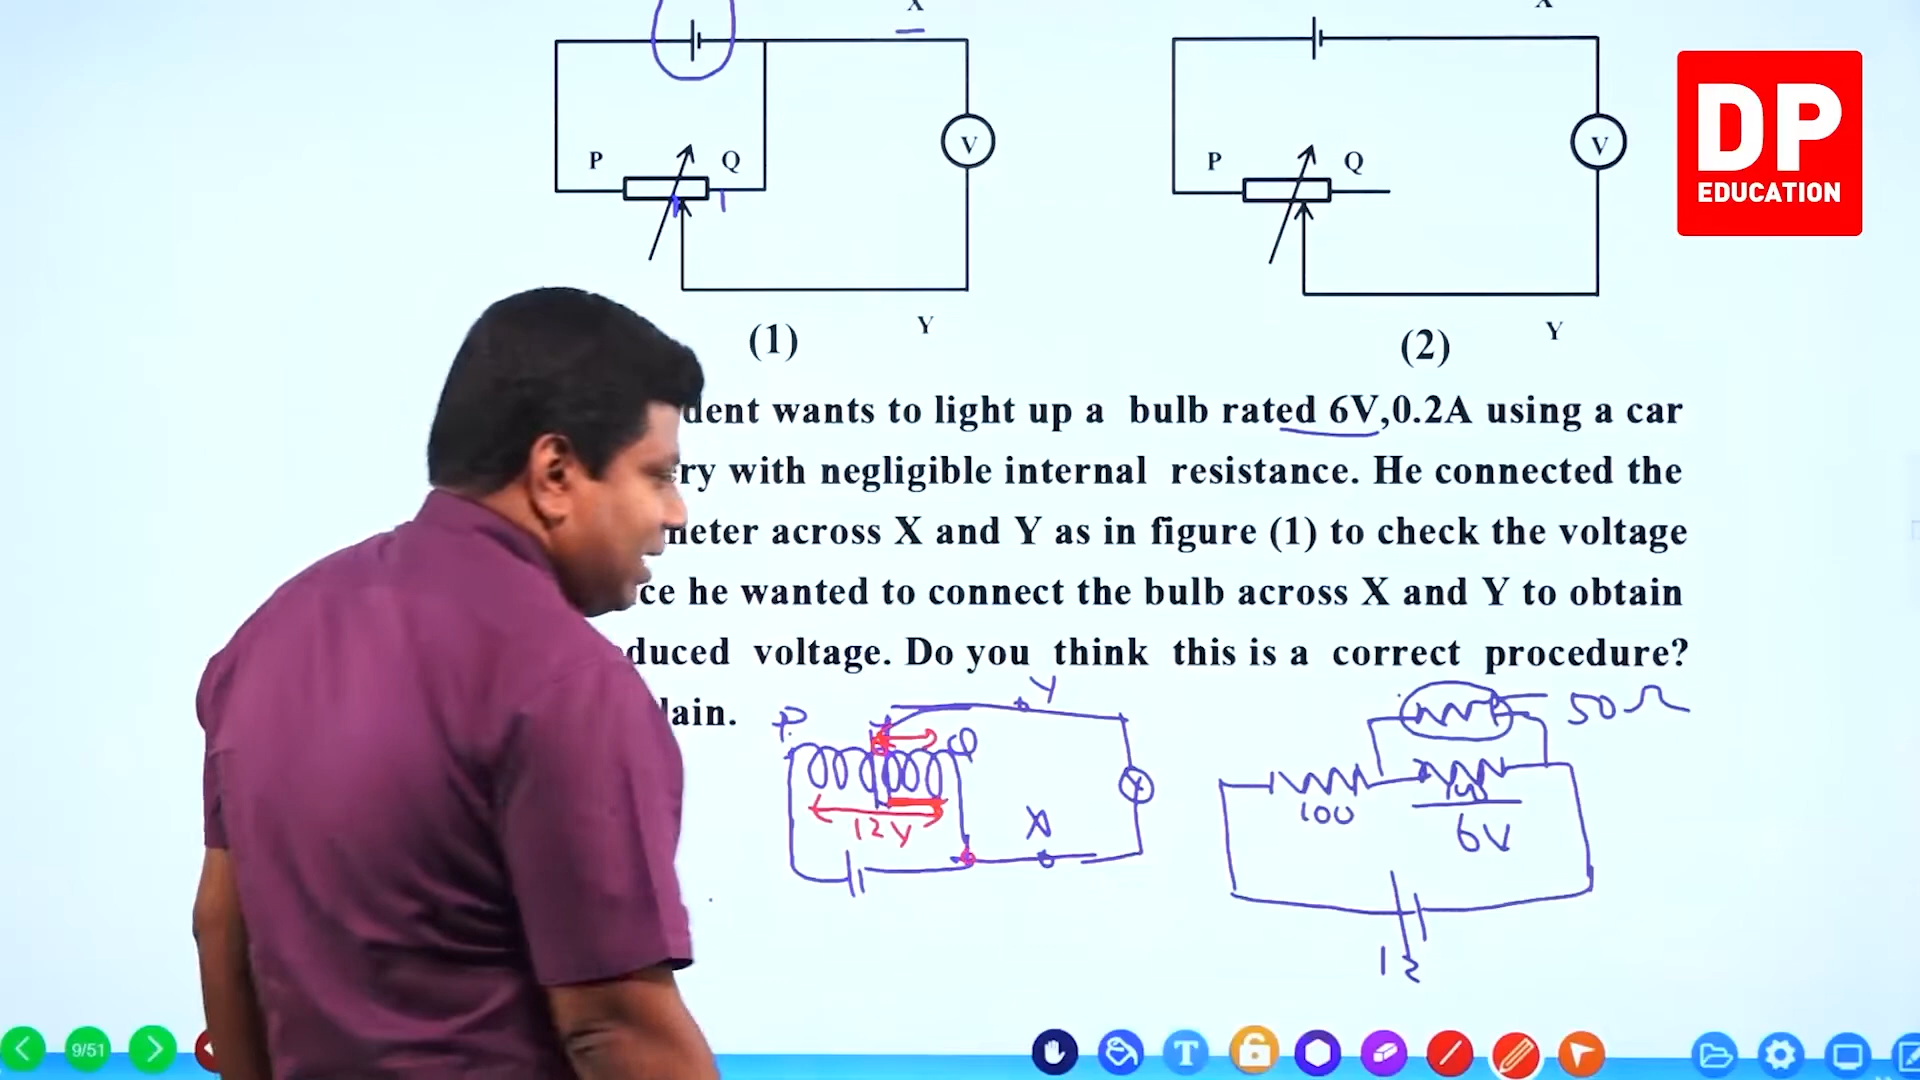 X
X
DP
EDUCATION
P
Q
V
P
Q
V
Y
Y
(1)
(2)
dent wants to light up a bulb rated 6V,0.2A using a car
ry with negligible internal resistance. He connected the
meter across X and Y as in figure (1) to check the voltage
ce he wanted to connect the bulb across X and Y to obtain
duced voltage. Do you think this is a correct procedure?
lain.
P
Y
50Ω
Q
100
12V
X
6V
12
9/51
T